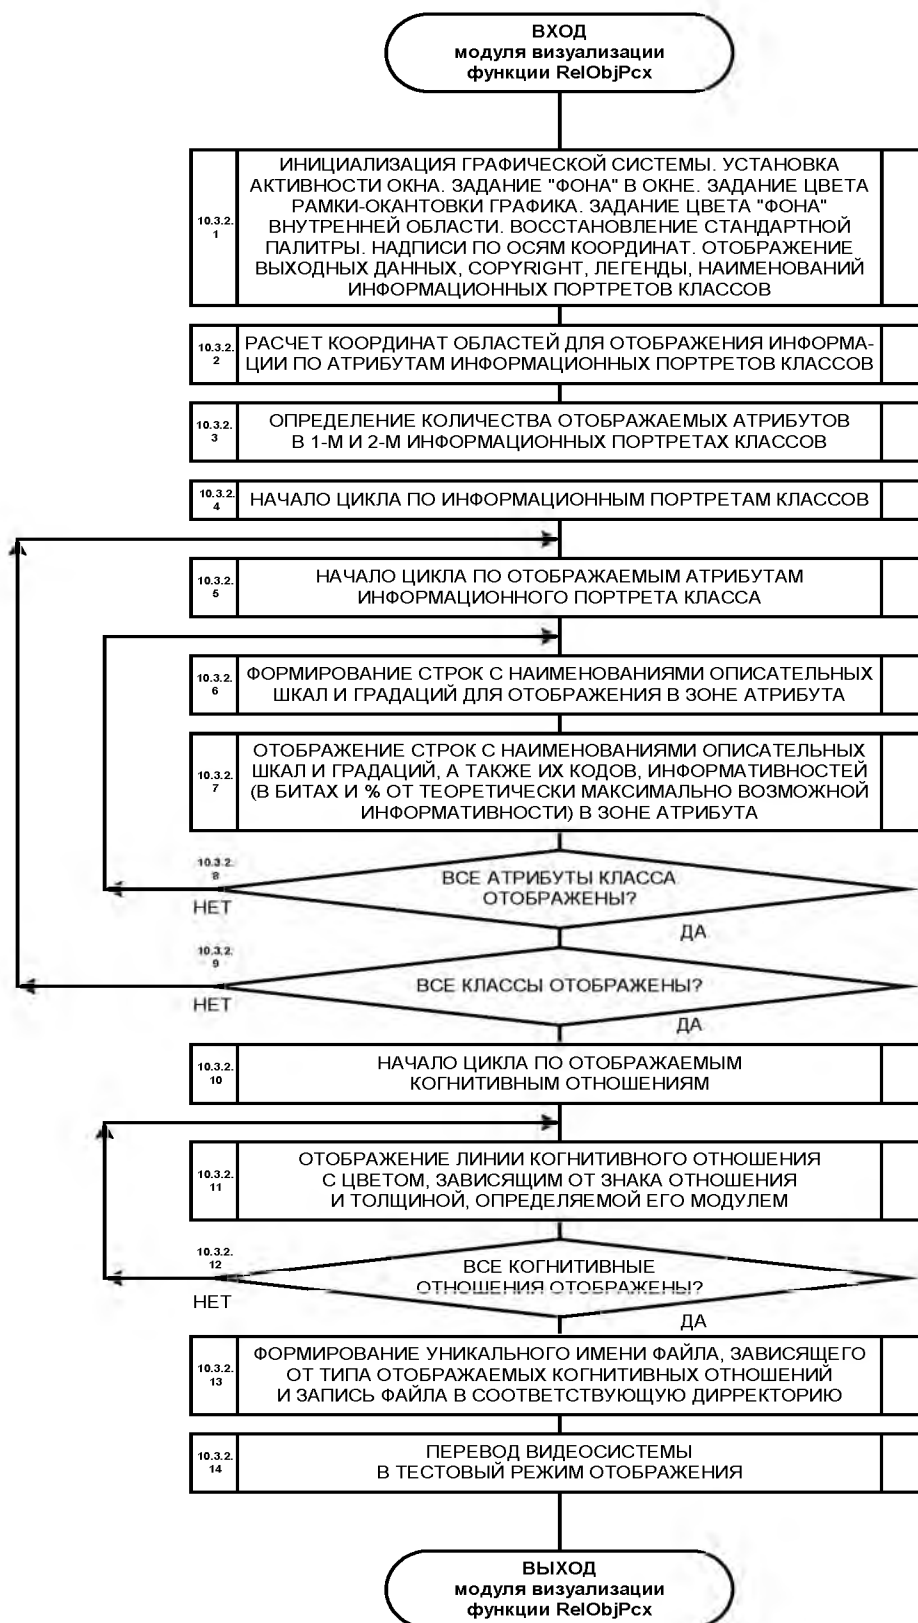 ВХОД
модуля визуализации
функции RelObjPcx
10.3.2.
1
ИНИЦИАЛИЗАЦИЯ ГРАФИЧЕСКОЙ СИСТЕМЫ. УСТАНОВКА
АКТИВНОСТИ ОКНА. ЗАДАНИЕ "ФОНА" В ОКНЕ. ЗАДАНИЕ ЦВЕТА
РАМКИ-ОКАНТОВКИ ГРАФИКА. ЗАДАНИЕ ЦВЕТА "ФОНА"
ВНУТРЕННЕЙ ОБЛАСТИ. ВОССТАНОВЛЕНИЕ СТАНДАРТНОЙ
ПАЛИТРЫ. НАДПИСИ ПО ОСЯМ КООРДИНАТ. ОТОБРАЖЕНИЕ
ВЫХОДНЫХ ДАННЫХ, COPYRIGHT, ЛЕГЕНДЫ, НАИМЕНОВАНИЙ
ИНФОРМАЦИОННЫХ ПОРТРЕТОВ КЛАССОВ
10.3.2.
2
РАСЧЕТ КООРДИНАТ ОБЛАСТЕЙ ДЛЯ ОТОБРАЖЕНИЯ ИНФОРМА-
ЦИИ ПО АТРИБУТАМ ИНФОРМАЦИОННЫХ ПОРТРЕТОВ КЛАССОВ
10.3.2.
3
ОПРЕДЕЛЕНИЕ КОЛИЧЕСТВА ОТОБРАЖАЕМЫХ АТРИБУТОВ
В 1-М И 2-М ИНФОРМАЦИОННЫХ ПОРТРЕТАХ КЛАССОВ
10.3.2.
4
НАЧАЛО ЦИКЛА ПО ИНФОРМАЦИОННЫМ ПОРТРЕТАМ КЛАССОВ
10.3.2.
5
НАЧАЛО ЦИКЛА ПО ОТОБРАЖАЕМЫМ АТРИБУТАМ
ИНФОРМАЦИОННОГО ПОРТРЕТА КЛАССА
10.3.2.
6
ФОРМИРОВАНИЕ СТРОК С НАИМЕНОВАНИЯМИ ОПИСАТЕЛЬНЫХ
ШКАЛ И ГРАДАЦИЙ ДЛЯ ОТОБРАЖЕНИЯ В ЗОНЕ АТРИБУТА
10.3.2.
7
ОТОБРАЖЕНИЕ СТРОК С НАИМЕНОВАНИЯМИ ОПИСАТЕЛЬНЫХ
ШКАЛ И ГРАДАЦИЙ, А ТАКЖЕ ИХ КОДОВ, ИНФОРМАТИВНОСТЕЙ
(В БИТАХ И % ОТ ТЕОРЕТИЧЕСКИ МАКСИМАЛЬНО ВОЗМОЖНОЙ
ИНФОРМАТИВНОСТИ) В ЗОНЕ АТРИБУТА
10.3.2.
8
ВСЕ АТРИБУТЫ КЛАССА
ОТОБРАЖЕНЫ?
НЕТ
ДА
10.3.2.
9
ВСЕ КЛАССЫ ОТОБРАЖЕНЫ?
НЕТ
ДА
10.3.2.
10
НАЧАЛО ЦИКЛА ПО ОТОБРАЖАЕМЫМ
КОГНИТИВНЫМ ОТНОШЕНИЯМ
10.3.2.
11
ОТОБРАЖЕНИЕ ЛИНИИ КОГНИТИВНОГО ОТНОШЕНИЯ
С ЦВЕТОМ, ЗАВИСЯЩИМ ОТ ЗНАКА ОТНОШЕНИЯ
И ТОЛЩИНОЙ, ОПРЕДЕЛЯЕМОЙ ЕГО МОДУЛЕМ
10.3.2.
12
ВСЕ КОГНИТИВНЫЕ
ОТНОШЕНИЯ ОТОБРАЖЕНЫ?
НЕТ
ДА
10.3.2.
13
ФОРМИРОВАНИЕ УНИКАЛЬНОГО ИМЕНИ ФАЙЛА, ЗАВИСЯЩЕГО
ОТ ТИПА ОТОБРАЖАЕМЫХ КОГНИТИВНЫХ ОТНОШЕНИЙ
И ЗАПИСЬ ФАЙЛА В СООТВЕТСТВУЮЩУЮ ДИРРЕКТОРИЮ
10.3.2.
14
ПЕРЕВОД ВИДЕОСИСТЕМЫ
В ТЕСТОВЫЙ РЕЖИМ ОТОБРАЖЕНИЯ
ВЫХОД
модуля визуализации
функции RelObjPcx